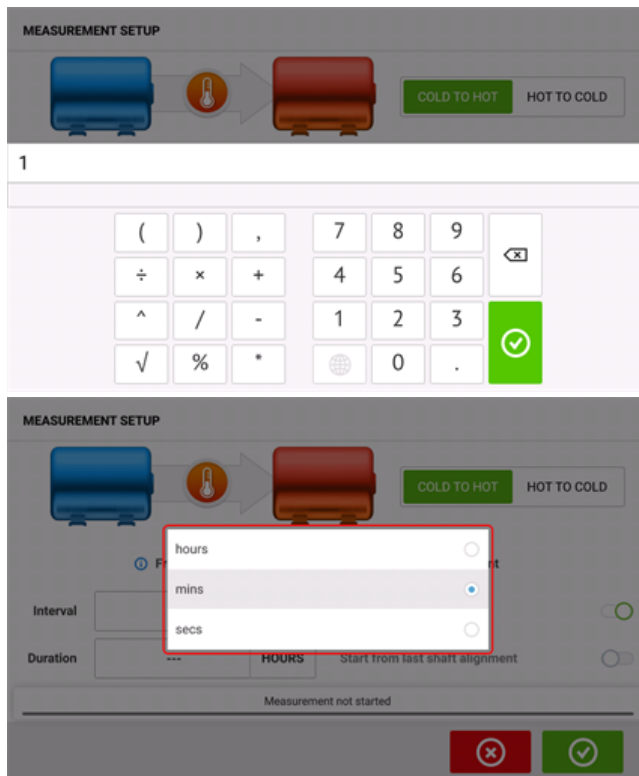 MEASUREMENT SETUP
COLD TO HOT HOT TO COLD
1
( ) , 7 8 9
÷ × + 4 5 6
^ / - 1 2 3
√ % * 0 .
MEASUREMENT SETUP
COLD TO HOT HOT TO COLD
hours
mins
secs
Interval
Duration --- HOURS Start from last shaft alignment
Measurement not started